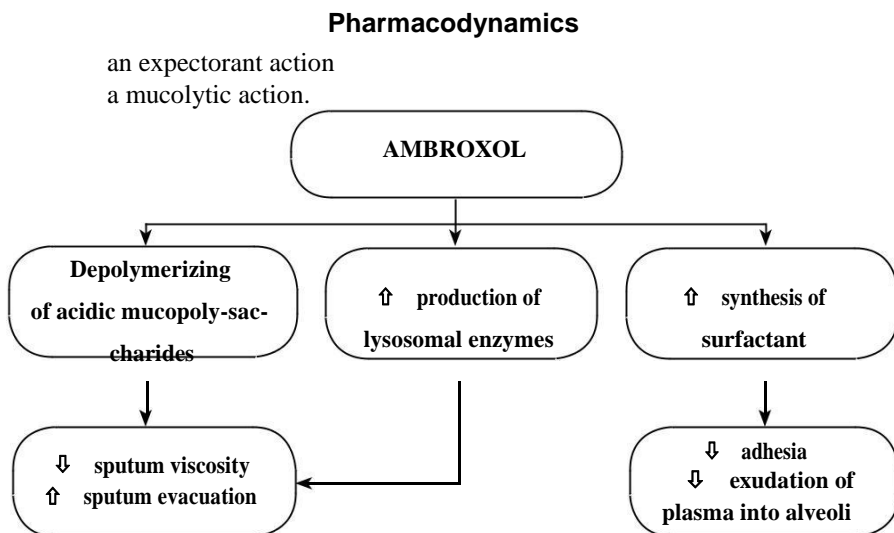 Pharmacodynamics
an expectorant action
a mucolytic action.
AMBROXOL
Depolymerizing
of acidic mucopoly-sac-
charides
⇧ production of
lysosomal enzymes
⇧ synthesis of
surfactant
⇩ sputum viscosity
⇧ sputum evacuation
⇩ adhesia
⇩ exudation of
plasma into alveoli